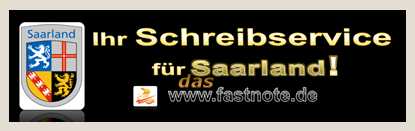 Saarland
Ihr Schreibservice
für Saarland!
das
www.fastnote.de